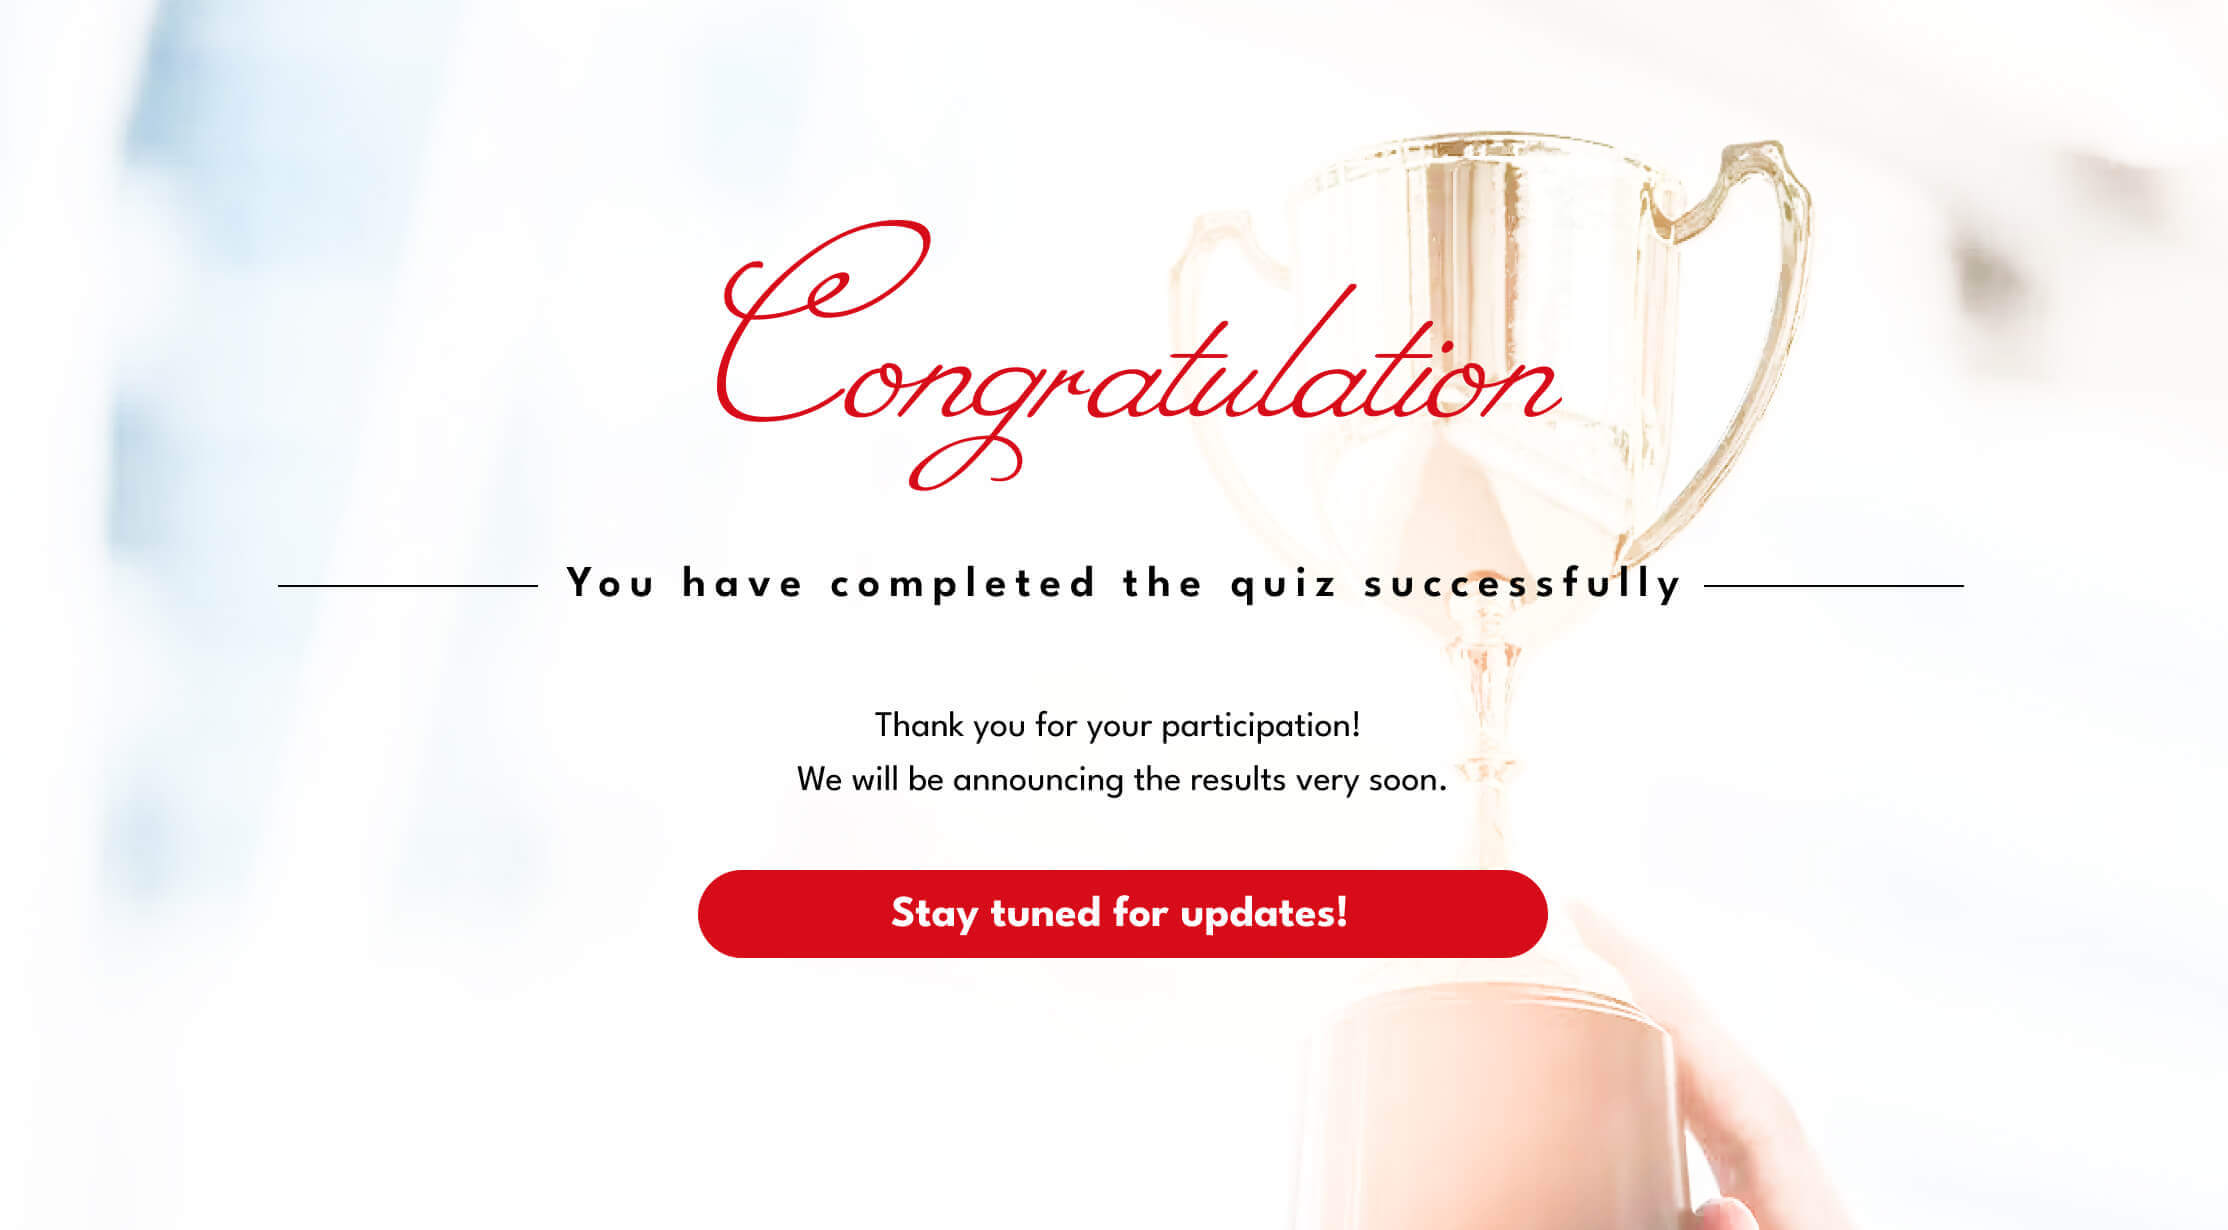 Congratulation
You have completed the quiz successfully
Thank you for your participation!
We will be announcing the results very soon.
Stay tuned for updates!